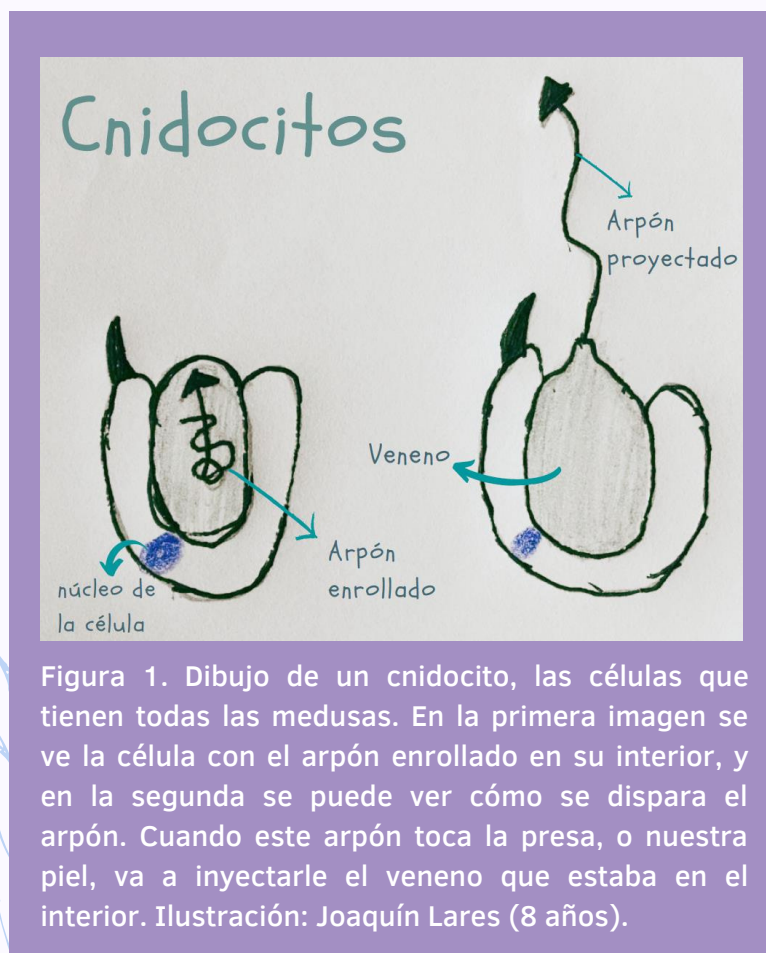 Cnidocitos
Arpón
proyectado
Veneno
Arpón
enrollado
núcleo de
la célula
Figura 1. Dibujo de un cnidocito, las células que
tienen todas las medusas. En la primera imagen se
ve la célula con el arpón enrollado en su interior, y
en la segunda se puede ver cómo se dispara el
arpón. Cuando este arpón toca la presa, o nuestra
piel, va a inyectarle el veneno que estaba en el
interior. Ilustración: Joaquín Lares (8 años).